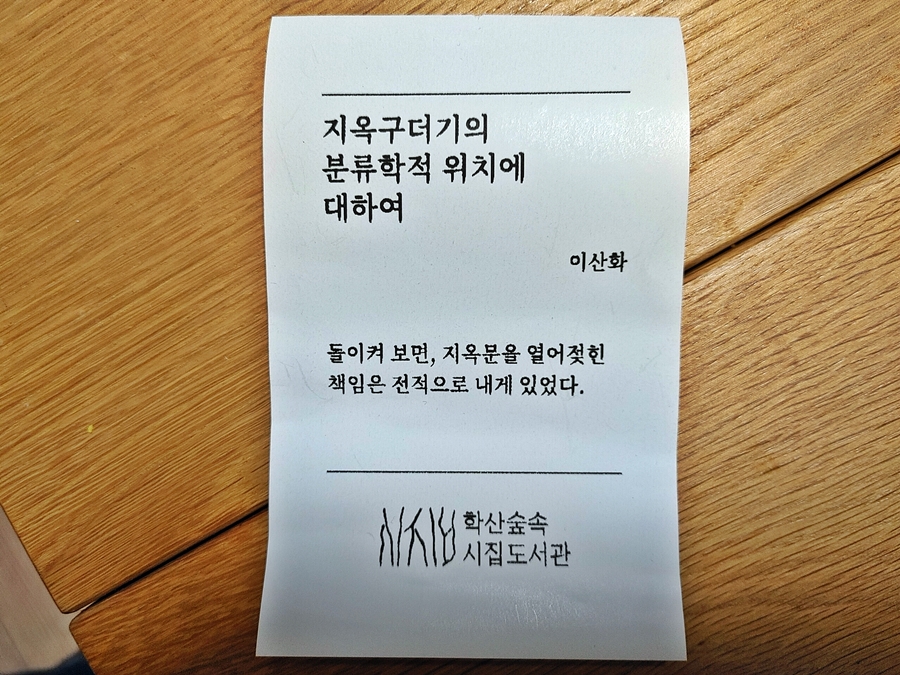 지옥구더기의
분류학적 위치에
대하여
이산화
돌이켜 보면, 지옥문을 열어젖힌
책임은 전적으로 내게 있었다.
시집
학산숲속
시집도서관